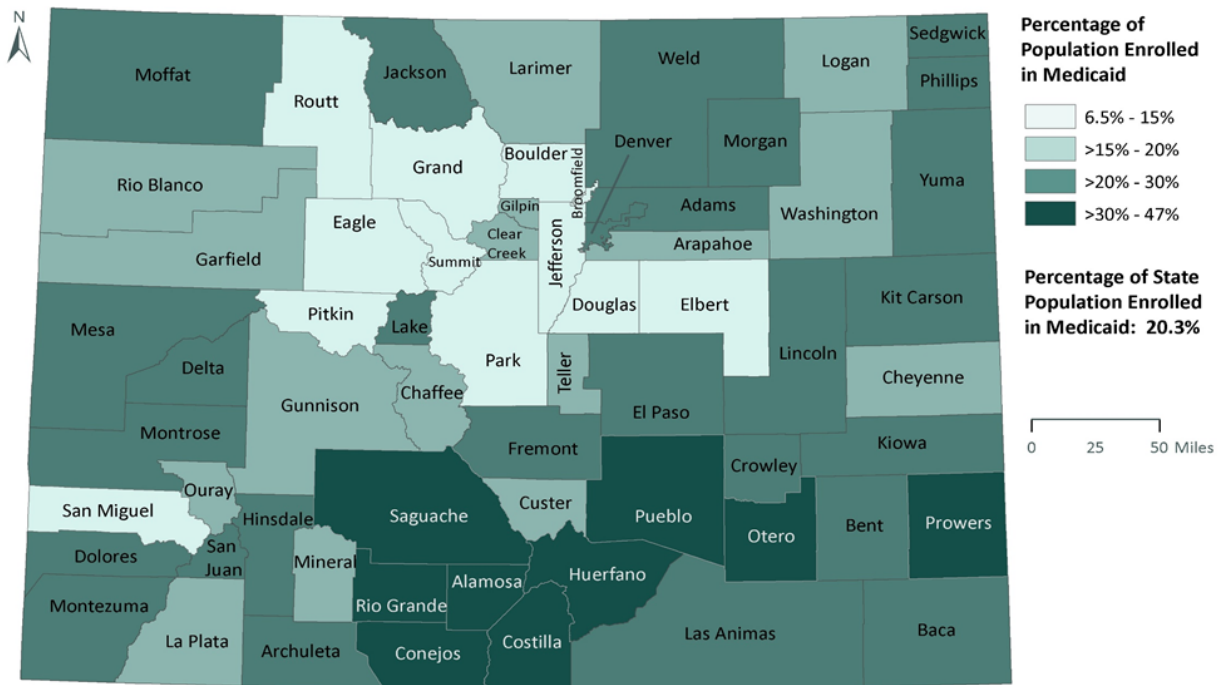 N
Moffat
Routt
Jackson
Larimer
Weld
Logan
Sedgwick
Phillips
Rio Blanco
Grand
Boulder
Broomfield
Denver
Morgan
Yuma
Garfield
Eagle
Summit
Gilpin
Clear
Creek
Jefferson
Adams
Arapahoe
Washington
Mesa
Pitkin
Lake
Park
Douglas
Elbert
Lincoln
Kit Carson
Delta
Gunnison
Chaffee
Teller
El Paso
Cheyenne
Montrose
Fremont
Crowley
Kiowa
San Miguel
Ouray
Hinsdale
Saguache
Custer
Pueblo
Otero
Bent
Prowers
Dolores
San
Juan
Mineral
Rio Grande
Alamosa
Huerfano
Montezuma
La Plata
Archuleta
Conejos
Costilla
Las Animas
Baca
Percentage of
Population Enrolled
in Medicaid
6.5% - 15%
>15% - 20%
>20% - 30%
>30% - 47%
Percentage of State
Population Enrolled
in Medicaid: 20.3%
0 25 50 Miles